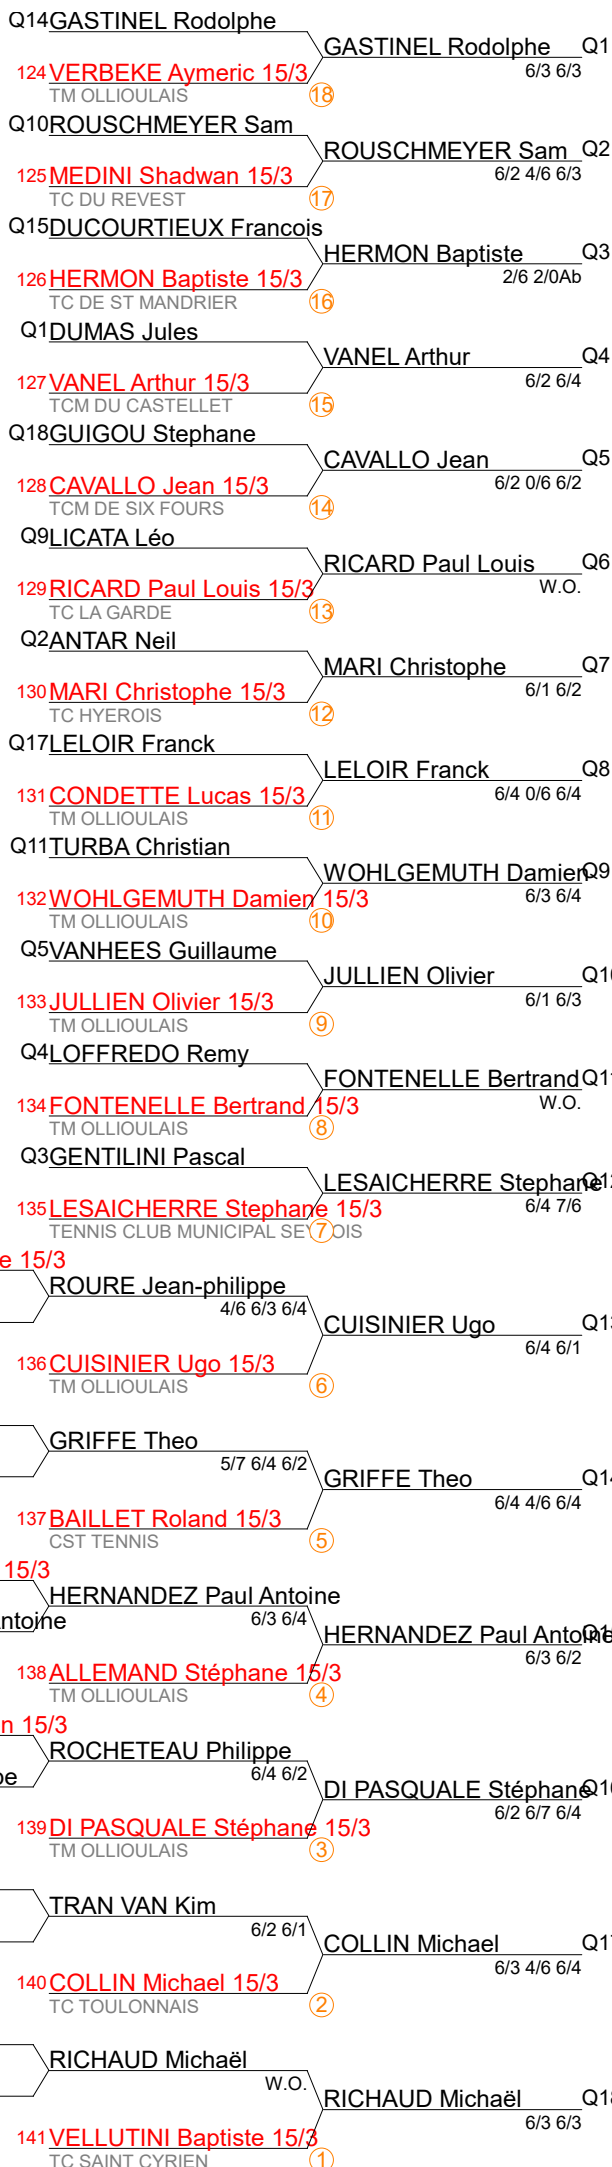 Q14 GASTINEL Rodolphe
GASTINEL Rodolphe Q1
124 VERBEKE Aymeric 15/3
6/3 6/3
TM OLLIOULAIS
18
Q10 ROUSCHMEYER Sam
ROUSCHMEYER Sam Q2
125 MEDINI Shadwan 15/3
6/2 4/6 6/3
TC DU REVEST
17
Q15 DUCOURTIEUX Francois
HERMON Baptiste Q3
126 HERMON Baptiste 15/3
2/6 2/0Ab
TC DE ST MANDRIER
16
Q1 DUMAS Jules
VANEL Arthur Q4
127 VANEL Arthur 15/3
6/2 6/4
TCM DU CASTELLET
15
Q18 GUIGOU Stephane
CAVALLO Jean Q5
128 CAVALLO Jean 15/3
6/2 0/6 6/2
TCM DE SIX FOURS
14
Q9 LICATA Léo
RICARD Paul Louis Q6
129 RICARD Paul Louis 15/3
W.O.
TC LA GARDE
13
Q2 ANTAR Neil
MARI Christophe Q7
130 MARI Christophe 15/3
6/1 6/2
TC HYEROIS
12
Q17 LELOIR Franck
LELOIR Franck Q8
131 CONDETTE Lucas 15/3
6/4 0/6 6/4
TM OLLIOULAIS
11
Q11 TURBA Christian
WOHLGEMUTH Damien Q9
132 WOHLGEMUTH Damien 15/3
6/3 6/4
TM OLLIOULAIS
10
Q5 VANHEES Guillaume
JULLIEN Olivier Q10
133 JULLIEN Olivier 15/3
6/1 6/3
TM OLLIOULAIS
9
Q4 LOFFREDO Remy
FONTENELLE Bertrand Q11
134 FONTENELLE Bertrand 15/3
W.O.
TM OLLIOULAIS
8
Q3 GENTILINI Pascal
LESAICHERRE Stephane Q12
135 LESAICHERRE Stephane 15/3
6/4 7/6
TENNIS CLUB MUNICIPAL SEYNOIS
7
e 15/3
ROURE Jean-philippe
4/6 6/3 6/4
CUISINIER Ugo Q13
136 CUISINIER Ugo 15/3
6/4 6/1
TM OLLIOULAIS
6
GRIFFE Theo
5/7 6/4 6/2
GRIFFE Theo Q14
137 BAILLET Roland 15/3
6/4 4/6 6/4
CST TENNIS
5
15/3
HERNANDEZ Paul Antoine
ntoine
6/3 6/4
HERNANDEZ Paul Antoine Q1
138 ALLEMAND Stéphane 15/3
6/3 6/2
TM OLLIOULAIS
4
n 15/3
ROCHETEAU Philippe
pe
6/4 6/2
DI PASQUALE Stéphane Q16
139 DI PASQUALE Stéphane 15/3
6/2 6/7 6/4
TM OLLIOULAIS
3
TRAN VAN Kim
6/2 6/1
COLLIN Michael Q17
140 COLLIN Michael 15/3
6/3 4/6 6/4
TC TOULONNAIS
2
RICHAUD Michaël
W.O.
RICHAUD Michaël Q18
141 VELLUTINI Baptiste 15/3
6/3 6/3
TC SAINT CYRIEN
1